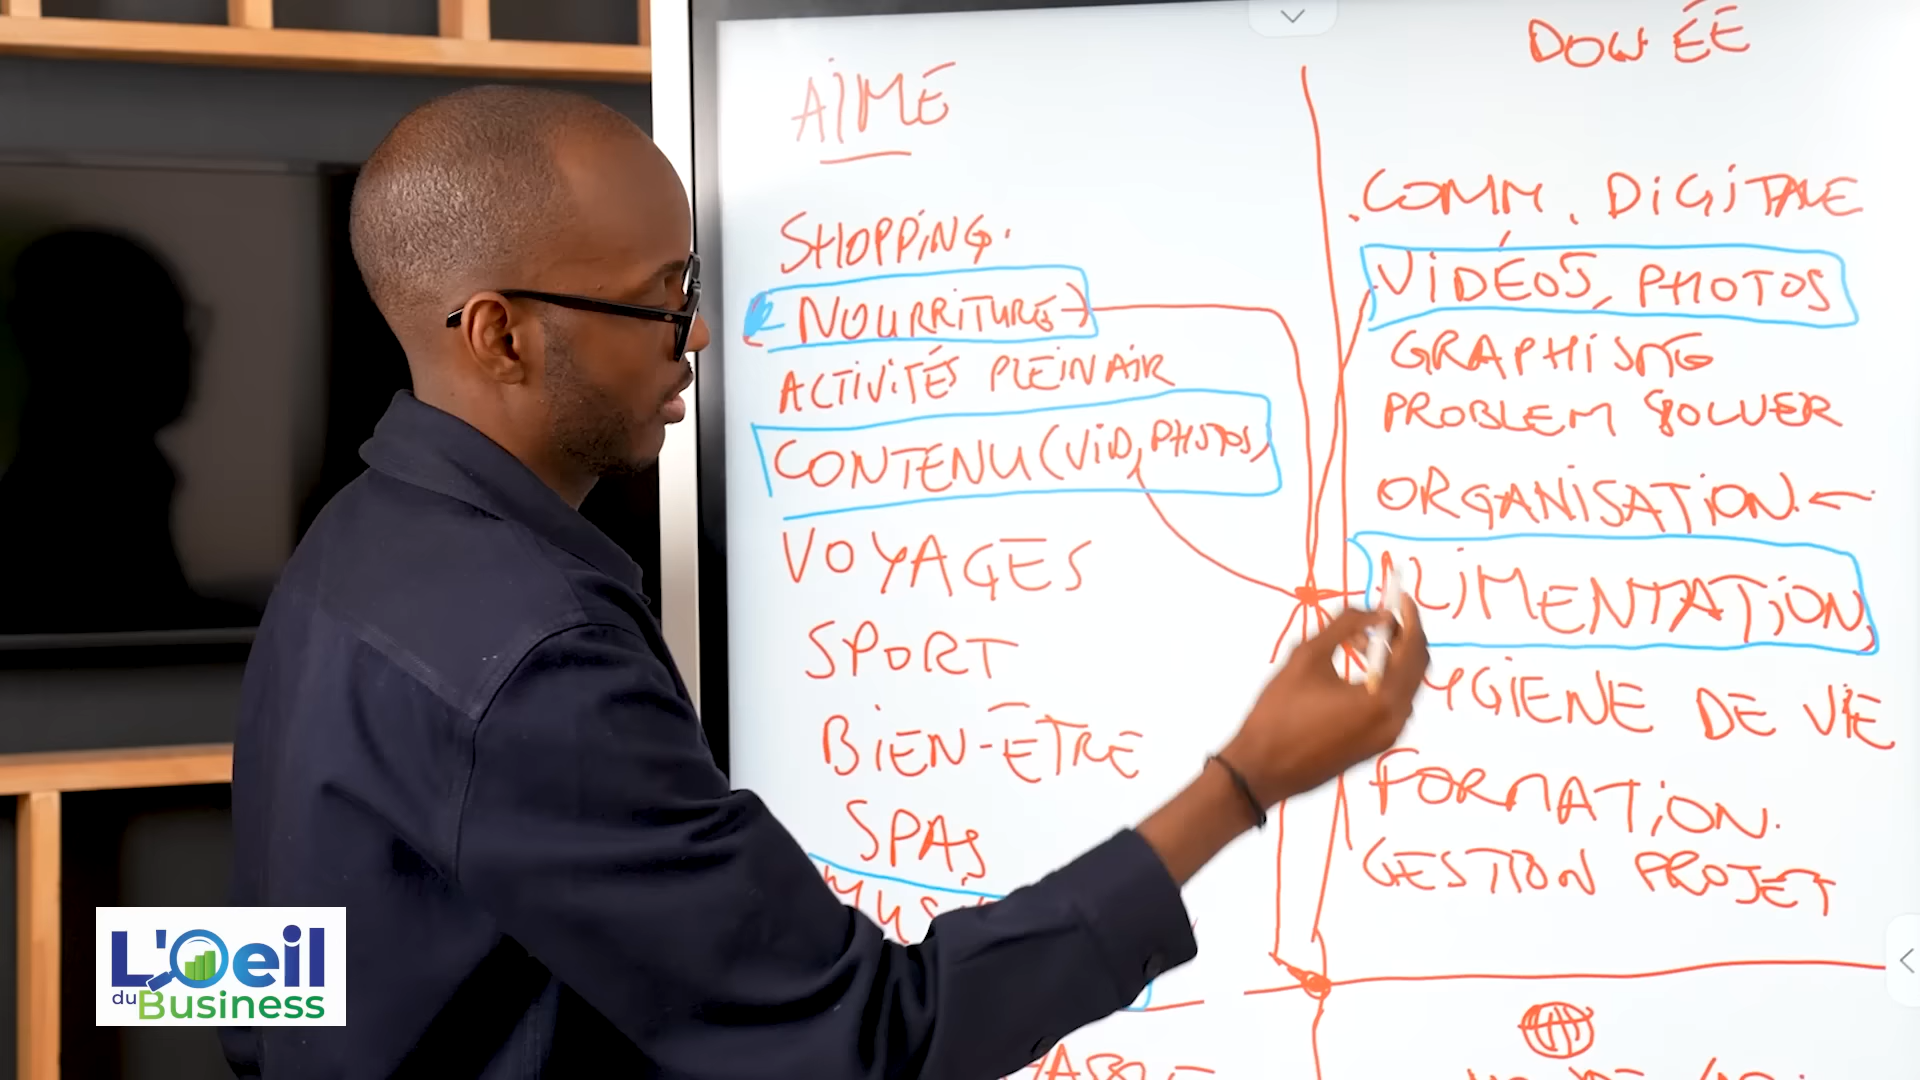 AIMÉ
SHOPPING.
NOURRITURE
ACTIVITÉS PLEIN AIR
CONTENU (VID, PHOTOS)
VOYAGES
SPORT
BIEN-ÊTRE
SPAS
DOUÉE
. COMM. DIGITALE
VIDÉOS, PHOTOS
GRAPHISME
PROBLEM SOLVER
ORGANISATION. ←
ALIMENTATION,
HYGIENE DE VIE
FORMATION.
GESTION PROJET
L'Oeil
du Business